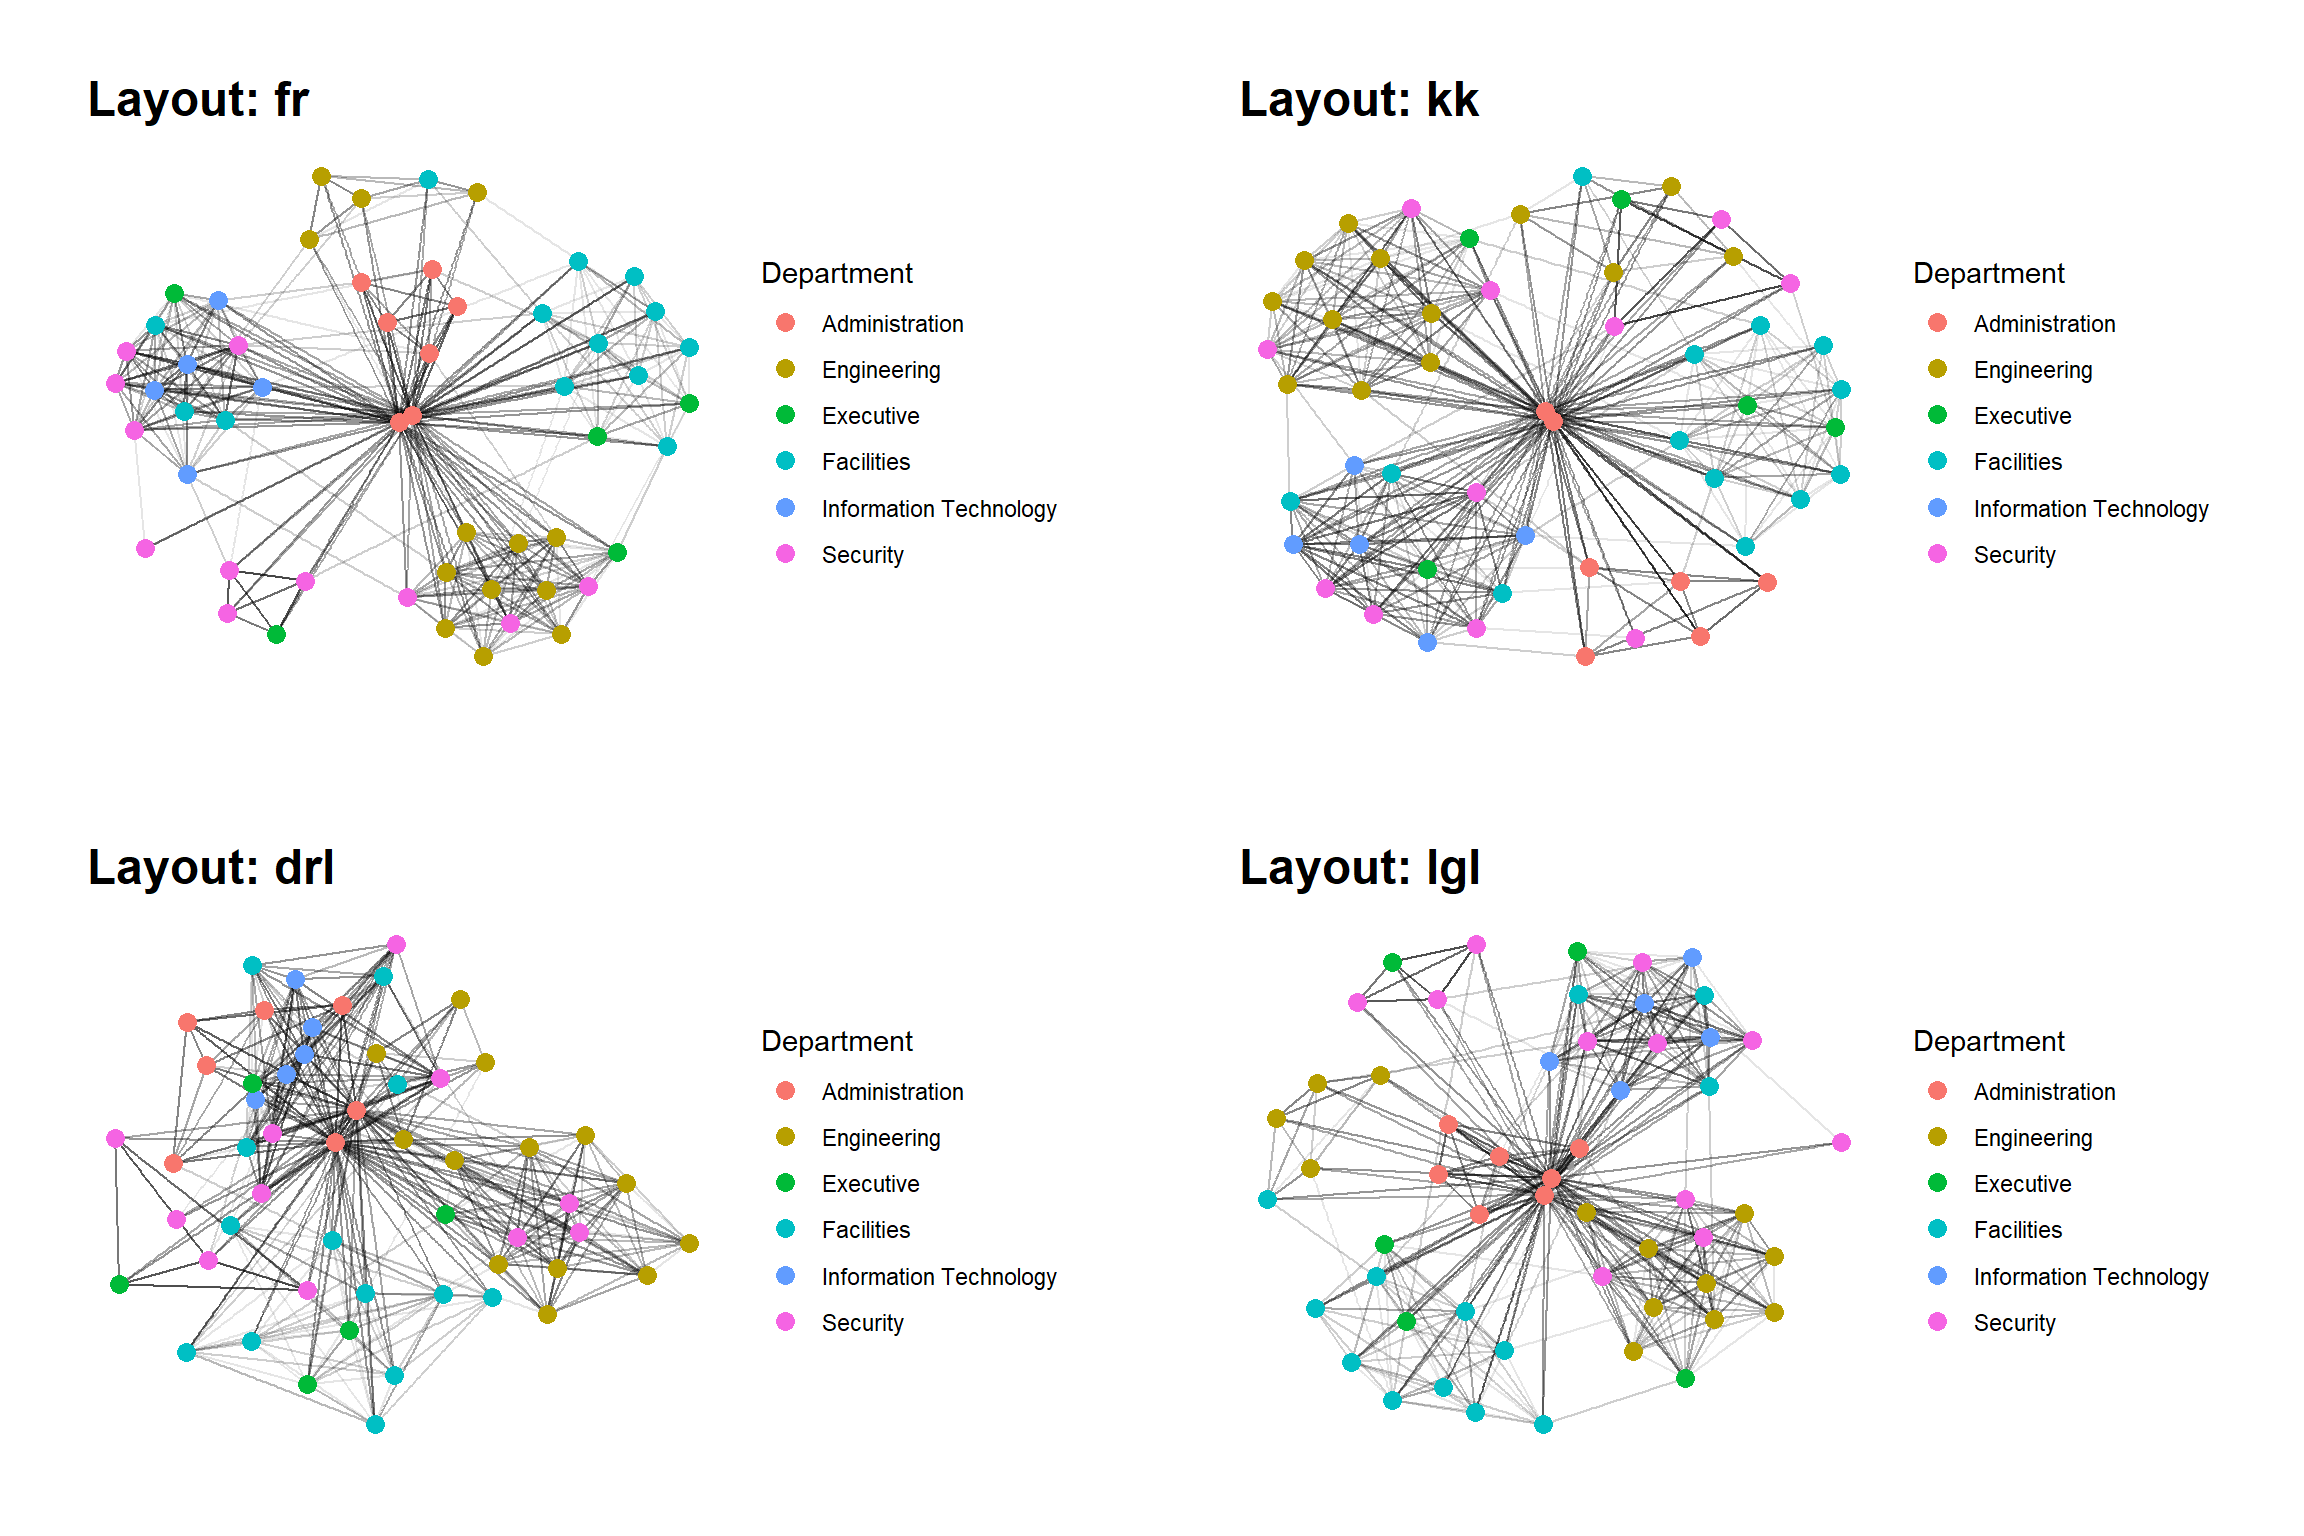 Layout: fr
Department
Administration
Engineering
Executive
Facilities
Information Technology
Security
Layout: kk
Department
Administration
Engineering
Executive
Facilities
Information Technology
Security
Layout: drl
Department
Administration
Engineering
Executive
Facilities
Information Technology
Security
Layout: lgl
Department
Administration
Engineering
Executive
Facilities
Information Technology
Security